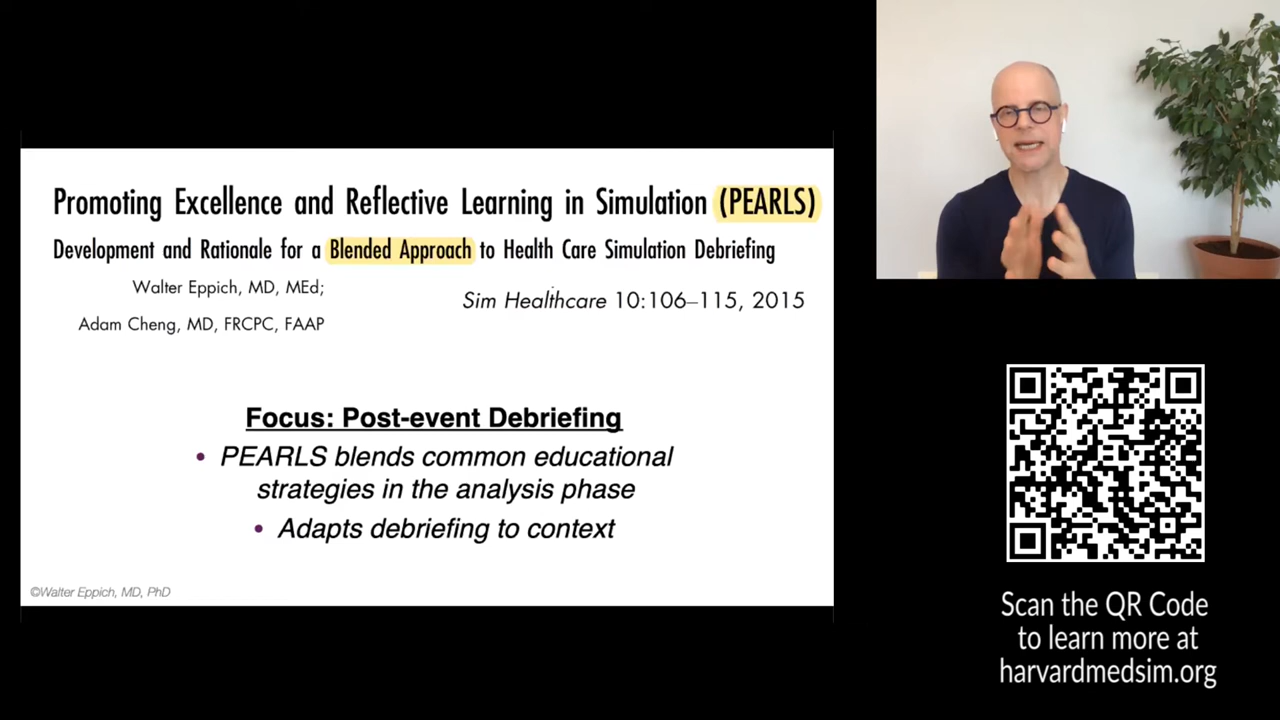 Promoting Excellence and Reflective Learning in Simulation (PEARLS)
Development and Rationale for a Blended Approach to Health Care Simulation Debriefing
Walter Eppich, MD, MEd;
Adam Cheng, MD, FRCPC, FAAP
Sim Healthcare 10:106–115, 2015
Focus: Post-event Debriefing
• PEARLS blends common educational
strategies in the analysis phase
• Adapts debriefing to context
©Walter Eppich, MD, PhD
Scan the QR Code
to learn more at
harvardmedsim.org